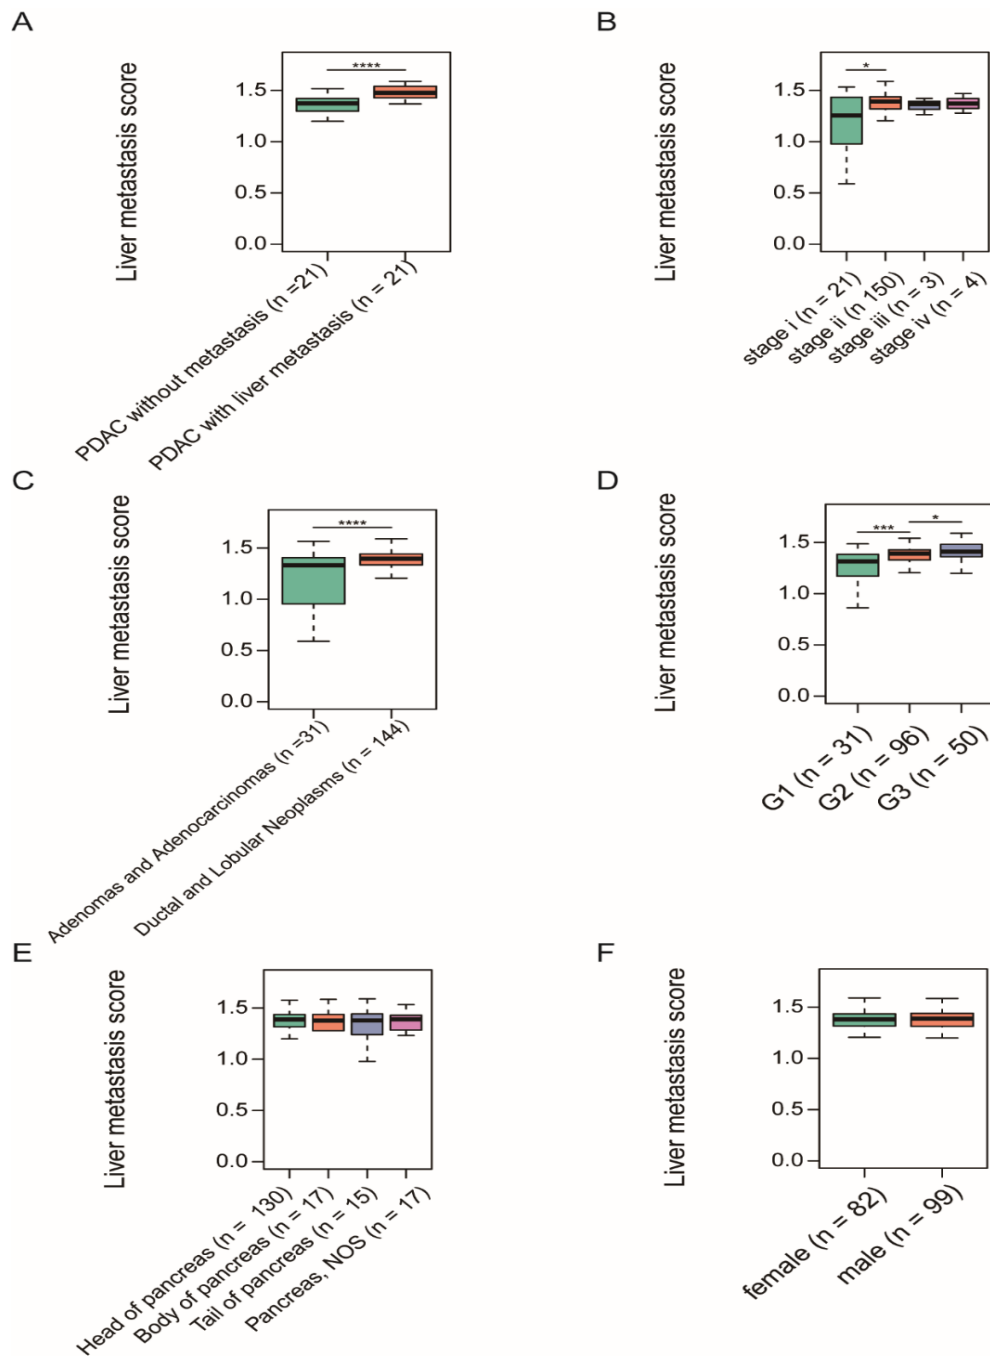 A
Liver metastasis score
1.5
1.0
0.5
0.0
****
PDAC without metastasis (n =21)
PDAC with liver metastasis (n = 21)
B
Liver metastasis score
1.5
1.0
0.5
0.0
*
stage i (n = 21)
stage ii (n 150)
stage iii (n = 3)
stage iv (n = 4)
C
Liver metastasis score
1.5
1.0
0.5
0.0
****
Adenomas and Adenocarcinomas (n =31)
Ductal and Lobular Neoplasms (n = 144)
D
Liver metastasis score
1.5
1.0
0.5
0.0
***
*
G1 (n = 31)
G2 (n = 96)
G3 (n = 50)
E
Liver metastasis score
1.5
1.0
0.5
0.0
Head of pancreas (n = 130)
Body of pancreas (n = 17)
Tail of pancreas (n = 15)
Pancreas, NOS (n = 17)
F
Liver metastasis score
1.5
1.0
0.5
0.0
female (n = 82)
male (n = 99)